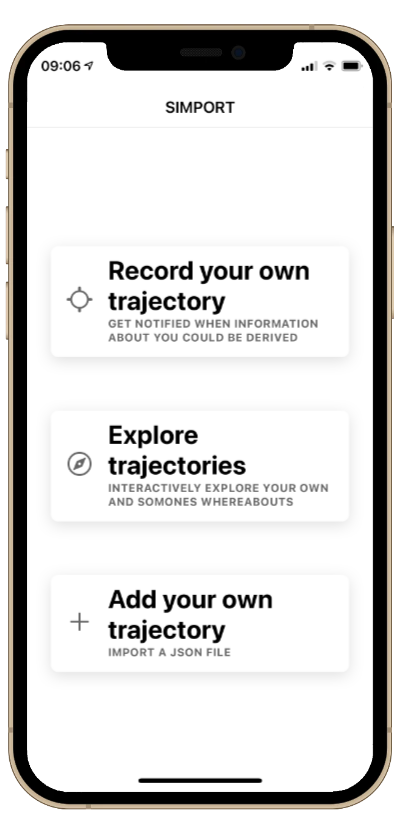 09:06
SIMPORT
Record your own
trajectory
GET NOTIFIED WHEN INFORMATION
ABOUT YOU COULD BE DERIVED
Explore
trajectories
INTERACTIVELY EXPLORE YOUR OWN
AND SOMONES WHEREABOUTS
Add your own
trajectory
IMPORT A JSON FILE